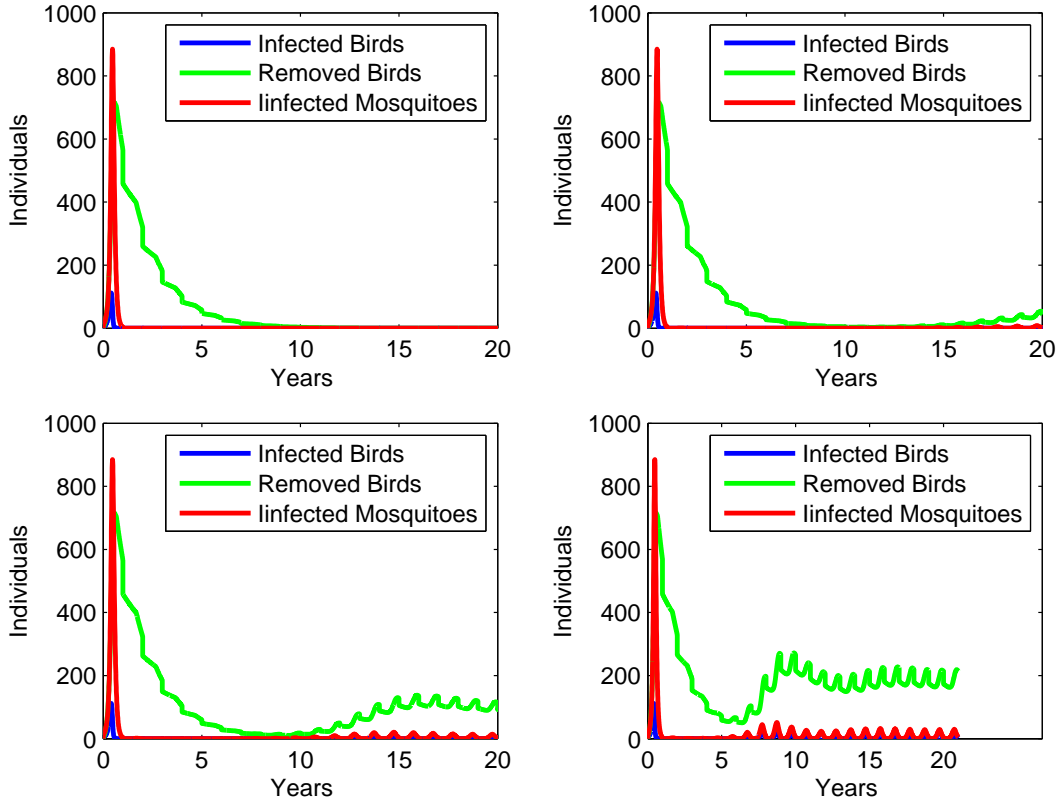 1000
800
600
400
200
0
Individuals
0 5 10 15 20
Years
Infected Birds
Removed Birds
Iinfected Mosquitoes
1000
800
600
400
200
0
Individuals
0 5 10 15 20
Years
Infected Birds
Removed Birds
Iinfected Mosquitoes
1000
800
600
400
200
0
Individuals
0 5 10 15 20
Years
Infected Birds
Removed Birds
Iinfected Mosquitoes
1000
800
600
400
200
0
Individuals
0 5 10 15 20
Years
Infected Birds
Removed Birds
Iinfected Mosquitoes